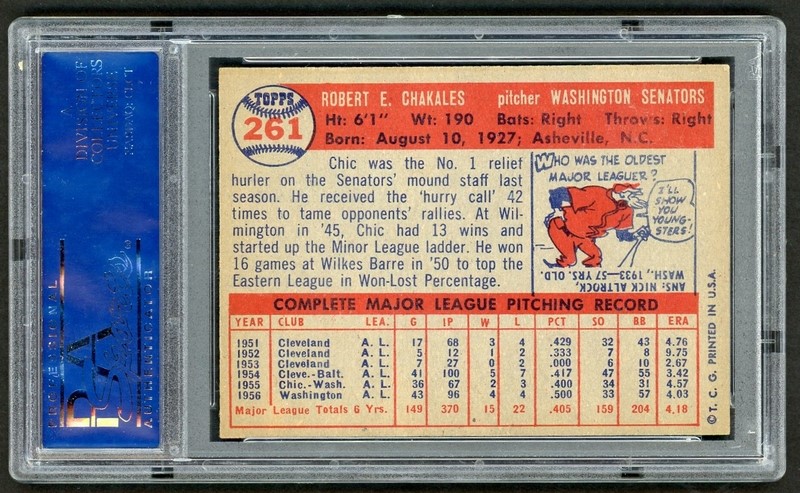 TOPPS
261
ROBERT E. CHAKALES pitcher WASHINGTON SENATORS
Ht: 6'1" Wt: 190 Bats: Right Throws: Right
Born: August 10, 1927; Asheville, N.C.
Chic was the No. 1 relief
hurler on the Senators' mound staff last
season. He received the 'hurry call' 42
times to tame opponents' rallies. At Wil-
mington in '45, Chic had 13 wins and
started up the Minor League ladder. He won
16 games at Wilkes Barre in '50 to top the
Eastern League in Won-Lost Percentage.
WHO WAS THE OLDEST
MAJOR LEAGUER?
I'LL
SHOW
YOU
YOUNG-
STERS!
ANS: NICK ALTROCK,
WASH., 1933—57 YRS. OLD.
COMPLETE MAJOR LEAGUE PITCHING RECORD
YEAR CLUB LEA. G IP W L PCT SO BB ERA
1951 Cleveland A. L. 17 68 3 4 .429 32 43 4.76
1952 Cleveland A. L. 5 12 1 2 .333 7 8 9.75
1953 Cleveland A. L. 7 27 0 2 .000 6 10 2.67
1954 Cleve.-Balt. A. L. 41 100 5 7 .417 47 55 3.42
1955 Chic.-Wash. A. L. 36 67 2 3 .400 34 31 4.57
1956 Washington A. L. 43 96 4 4 .500 33 57 4.03
Major League Totals 6 Yrs. 149 370 15 22 .405 159 204 4.18
©T. C. G. PRINTED IN U.S.A.
A
DIVISION OF
COLLECTORS
UNIVERSE
PSA
PROFESSIONAL
AUTHENTICATOR